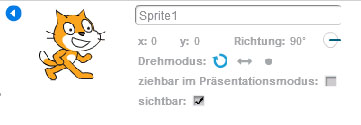 Sprite1
x: 0 y: 0 Richtung: 90°
Drehmodus:
ziehbar im Präsentationsmodus:
sichtbar: